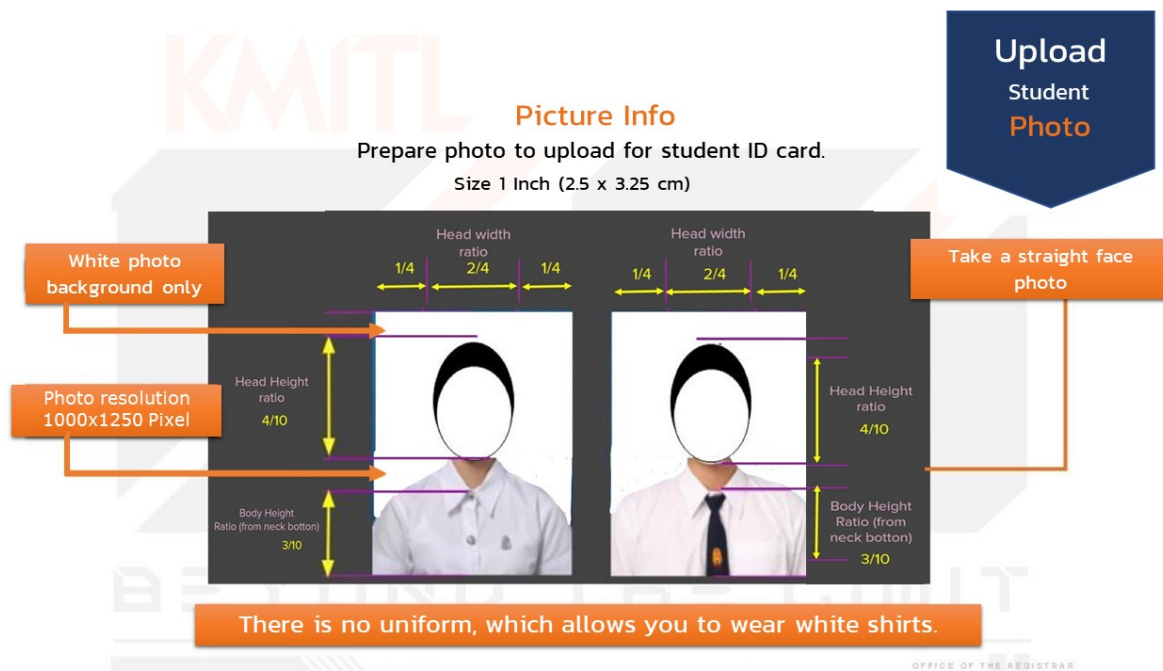 KMITL
Upload
Student
Photo
Picture Info
Prepare photo to upload for student ID card.
Size 1 Inch (2.5 x 3.25 cm)
White photo
background only
Photo resolution
1000x1250 Pixel
Head width
ratio
1/4
2/4
1/4
Head Height
ratio
4/10
Body Height
Ratio (from neck botton)
3/10
Head width
ratio
1/4
2/4
1/4
Head Height
ratio
4/10
Body Height
Ratio (from
neck botton)
3/10
Take a straight face
photo
BEYOND THE LIMIT
There is no uniform, which allows you to wear white shirts.
OFFICE OF THE REGISTRAR